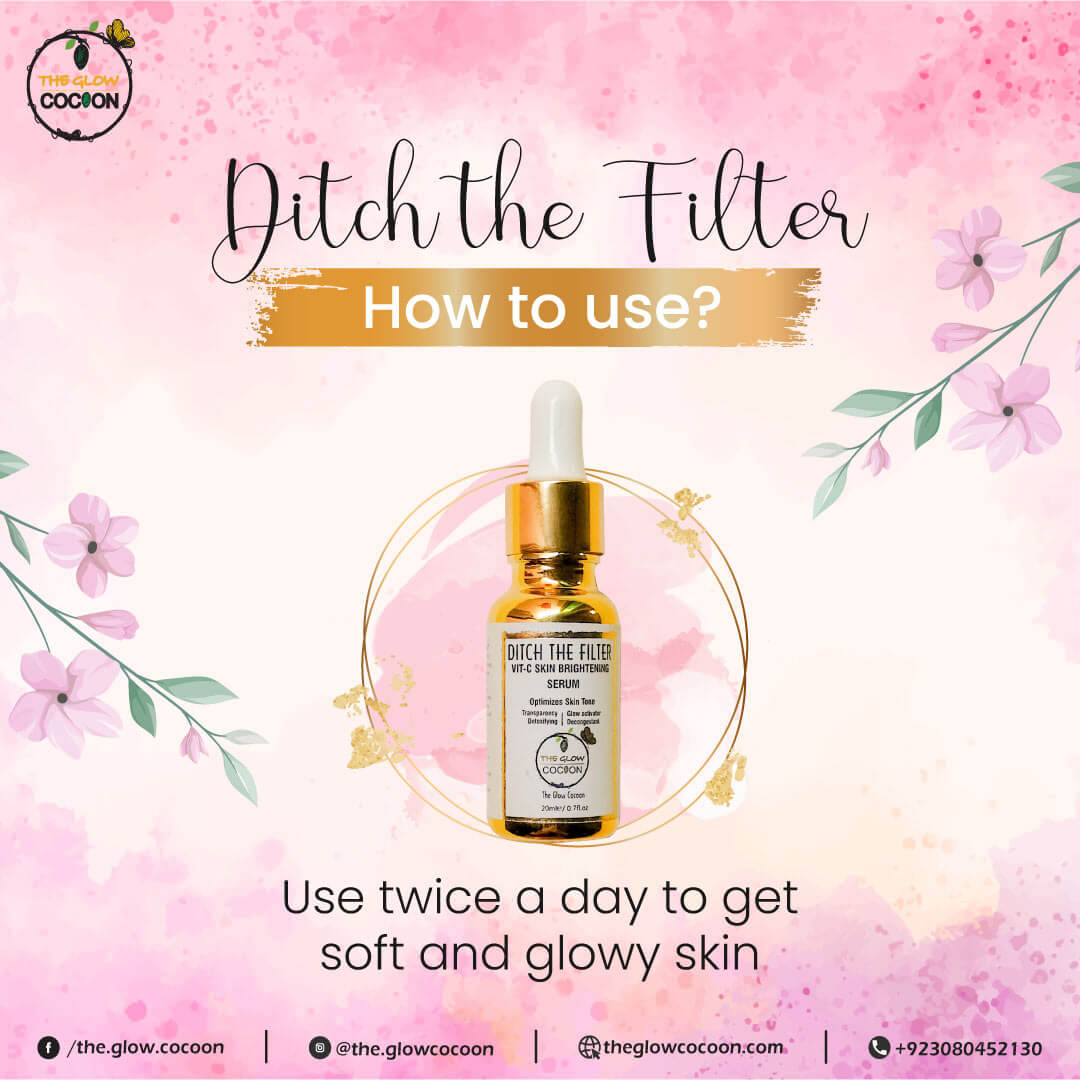 THE GLOW
COCOON
Ditch the Filter
How to use?
DITCH THE FILTER
VIT-C SKIN BRIGHTENING
SERUM
Optimizes Skin Tone
Transparency | Glow activator
Detoxifying | Decongestant
THE GLOW
COCOON
The Glow Cocoon
20ml℮/ 0.7fl.oz
Use twice a day to get
soft and glowy skin
/the.glow.cocoon | @the.glowcocoon | theglowcocoon.com | +923080452130